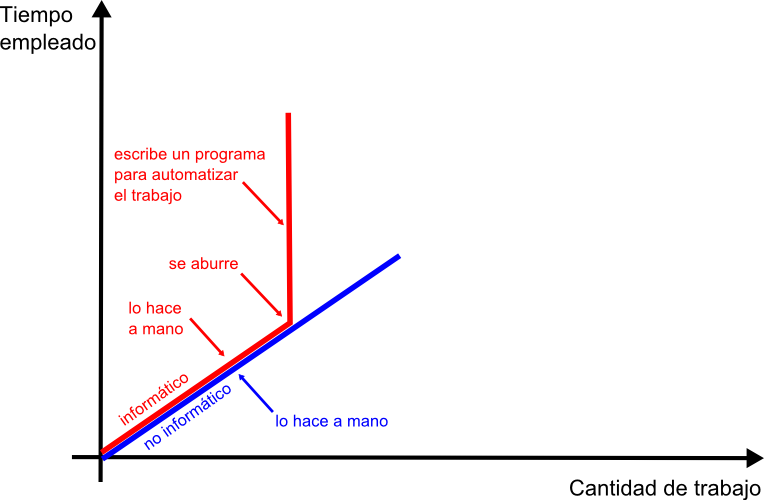 Tiempo
empleado
escribe un programa
para automatizar
el trabajo
se aburre
lo hace
a mano
informático
no informático
lo hace a mano
Cantidad de trabajo